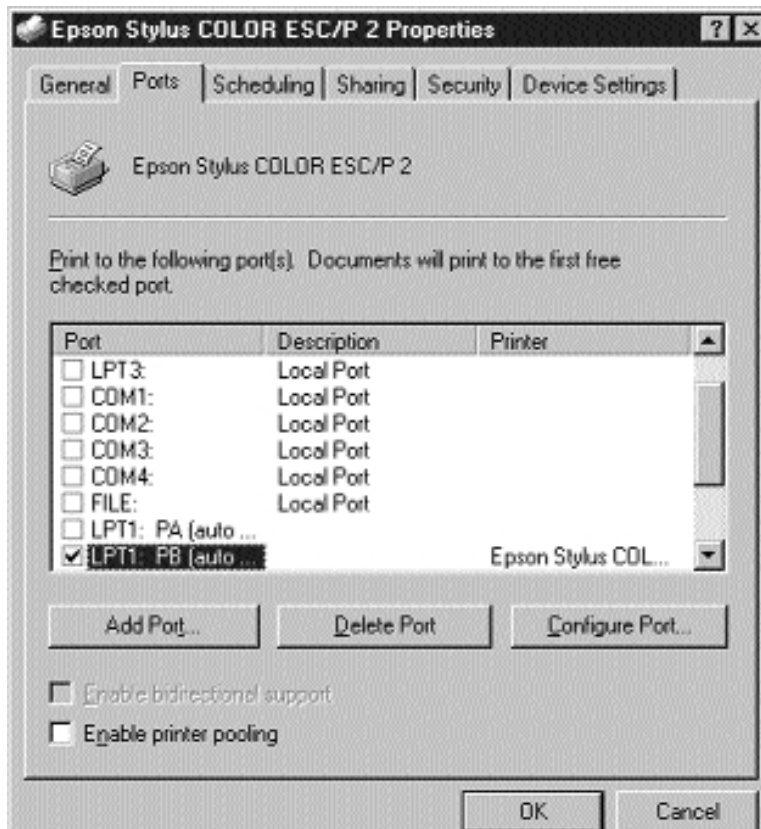 Epson Stylus COLOR ESC/P 2 Properties
General Ports Scheduling Sharing Security Device Settings
Epson Stylus COLOR ESC/P 2
Print to the following port(s). Documents will print to the first free
checked port.
Port Description Printer
LPT3: Local Port
COM1: Local Port
COM2: Local Port
COM3: Local Port
COM4: Local Port
FILE: Local Port
LPT1: PA (auto ...
LPT1: PB (auto ... Epson Stylus COL...
Add Port... Delete Port Configure Port...
Enable bidirectional support
Enable printer pooling
OK Cancel